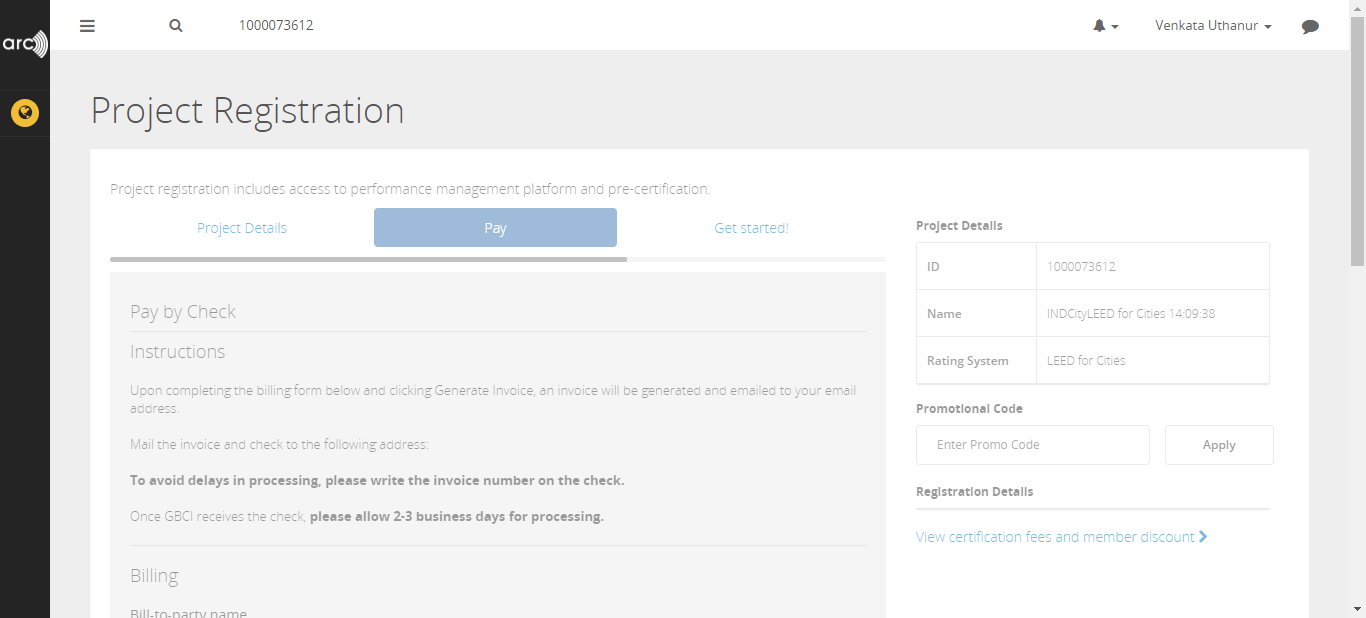 arc
1000073612
Venkata Uthanur
Project Registration
Project registration includes access to performance management platform and pre-certification.
Project Details
Pay
Get started!
Pay by Check
Instructions
Upon completing the billing form below and clicking Generate Invoice, an invoice will be generated and emailed to your email
address.
Mail the invoice and check to the following address:
To avoid delays in processing, please write the invoice number on the check.
Once GBCI receives the check, please allow 2-3 business days for processing.
Billing
Bill-to-party name
Project Details
ID 1000073612
Name INDCityLEED for Cities 14:09:38
Rating System LEED for Cities
Promotional Code
Enter Promo Code
Apply
Registration Details
View certification fees and member discount